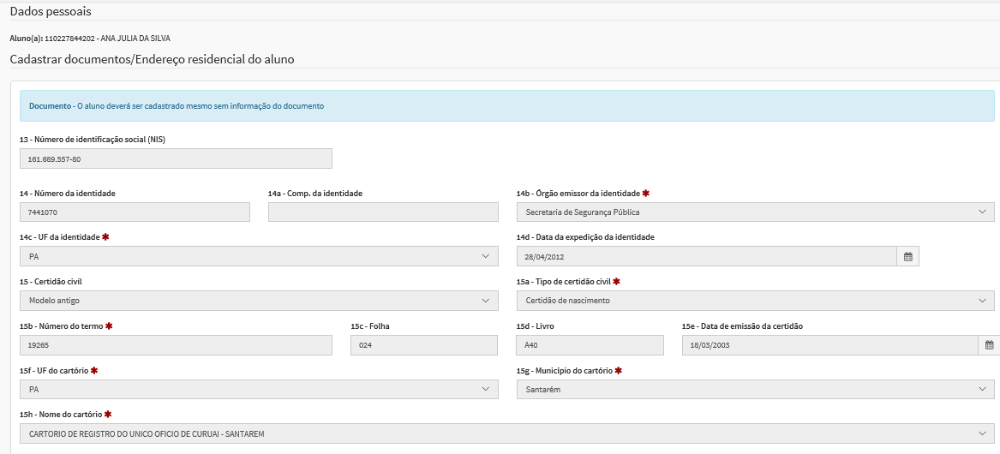 Dados pessoais
Aluno(a): 110227844202 - ANA JULIA DA SILVA
Cadastrar documentos/Endereço residencial do aluno
Documento - O aluno deverá ser cadastrado mesmo sem informação do documento
13 - Número de identificação social (NIS)
161.689.557-80
14 - Número da identidade 14a - Comp. da identidade 14b - Órgão emissor da identidade ✱
7441070 Secretaria de Segurança Pública
14c - UF da identidade ✱ 14d - Data da expedição da identidade
PA 28/04/2012
15 - Certidão civil 15a - Tipo de certidão civil ✱
Modelo antigo Certidão de nascimento
15b - Número do termo ✱ 15c - Folha 15d - Livro 15e - Data de emissão da certidão
19265 024 A40 18/03/2003
15f - UF do cartório ✱ 15g - Município do cartório ✱
PA Santarém
15h - Nome do cartório ✱
CARTORIO DE REGISTRO DO UNICO OFICIO DE CURUAI - SANTAREM